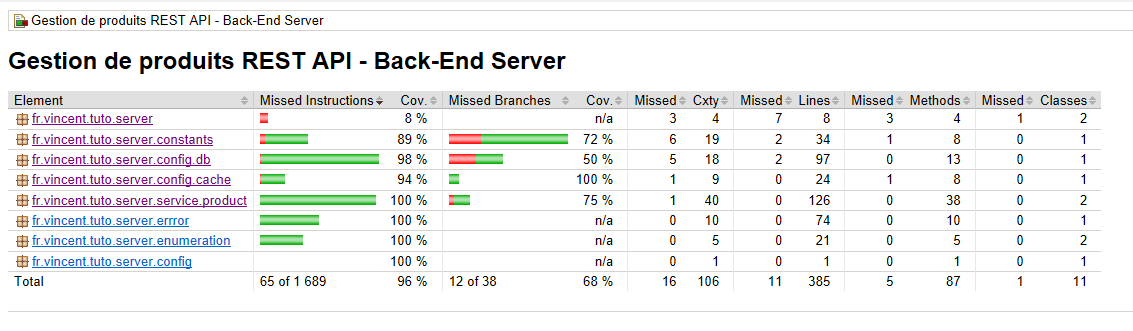 Gestion de produits REST API - Back-End Server
Gestion de produits REST API - Back-End Server
Element Missed Instructions Cov. Missed Branches Cov. Missed Cxty Missed Lines Missed Methods Missed Classes
fr.vincent.tuto.server 8 % n/a 3 4 7 8 3 4 1 2
fr.vincent.tuto.server.constants 89 % 72 % 6 19 2 34 1 8 0 1
fr.vincent.tuto.server.config.db 98 % 50 % 5 18 2 97 0 13 0 1
fr.vincent.tuto.server.config.cache 94 % 100 % 1 9 0 24 1 8 0 1
fr.vincent.tuto.server.service.product 100 % 75 % 1 40 0 126 0 38 0 2
fr.vincent.tuto.server.errror 100 % n/a 0 10 0 74 0 10 0 1
fr.vincent.tuto.server.enumeration 100 % n/a 0 5 0 21 0 5 0 2
fr.vincent.tuto.server.config 100 % n/a 0 1 0 1 0 1 0 1
Total 65 of 1 689 96 % 12 of 38 68 % 16 106 11 385 5 87 1 11